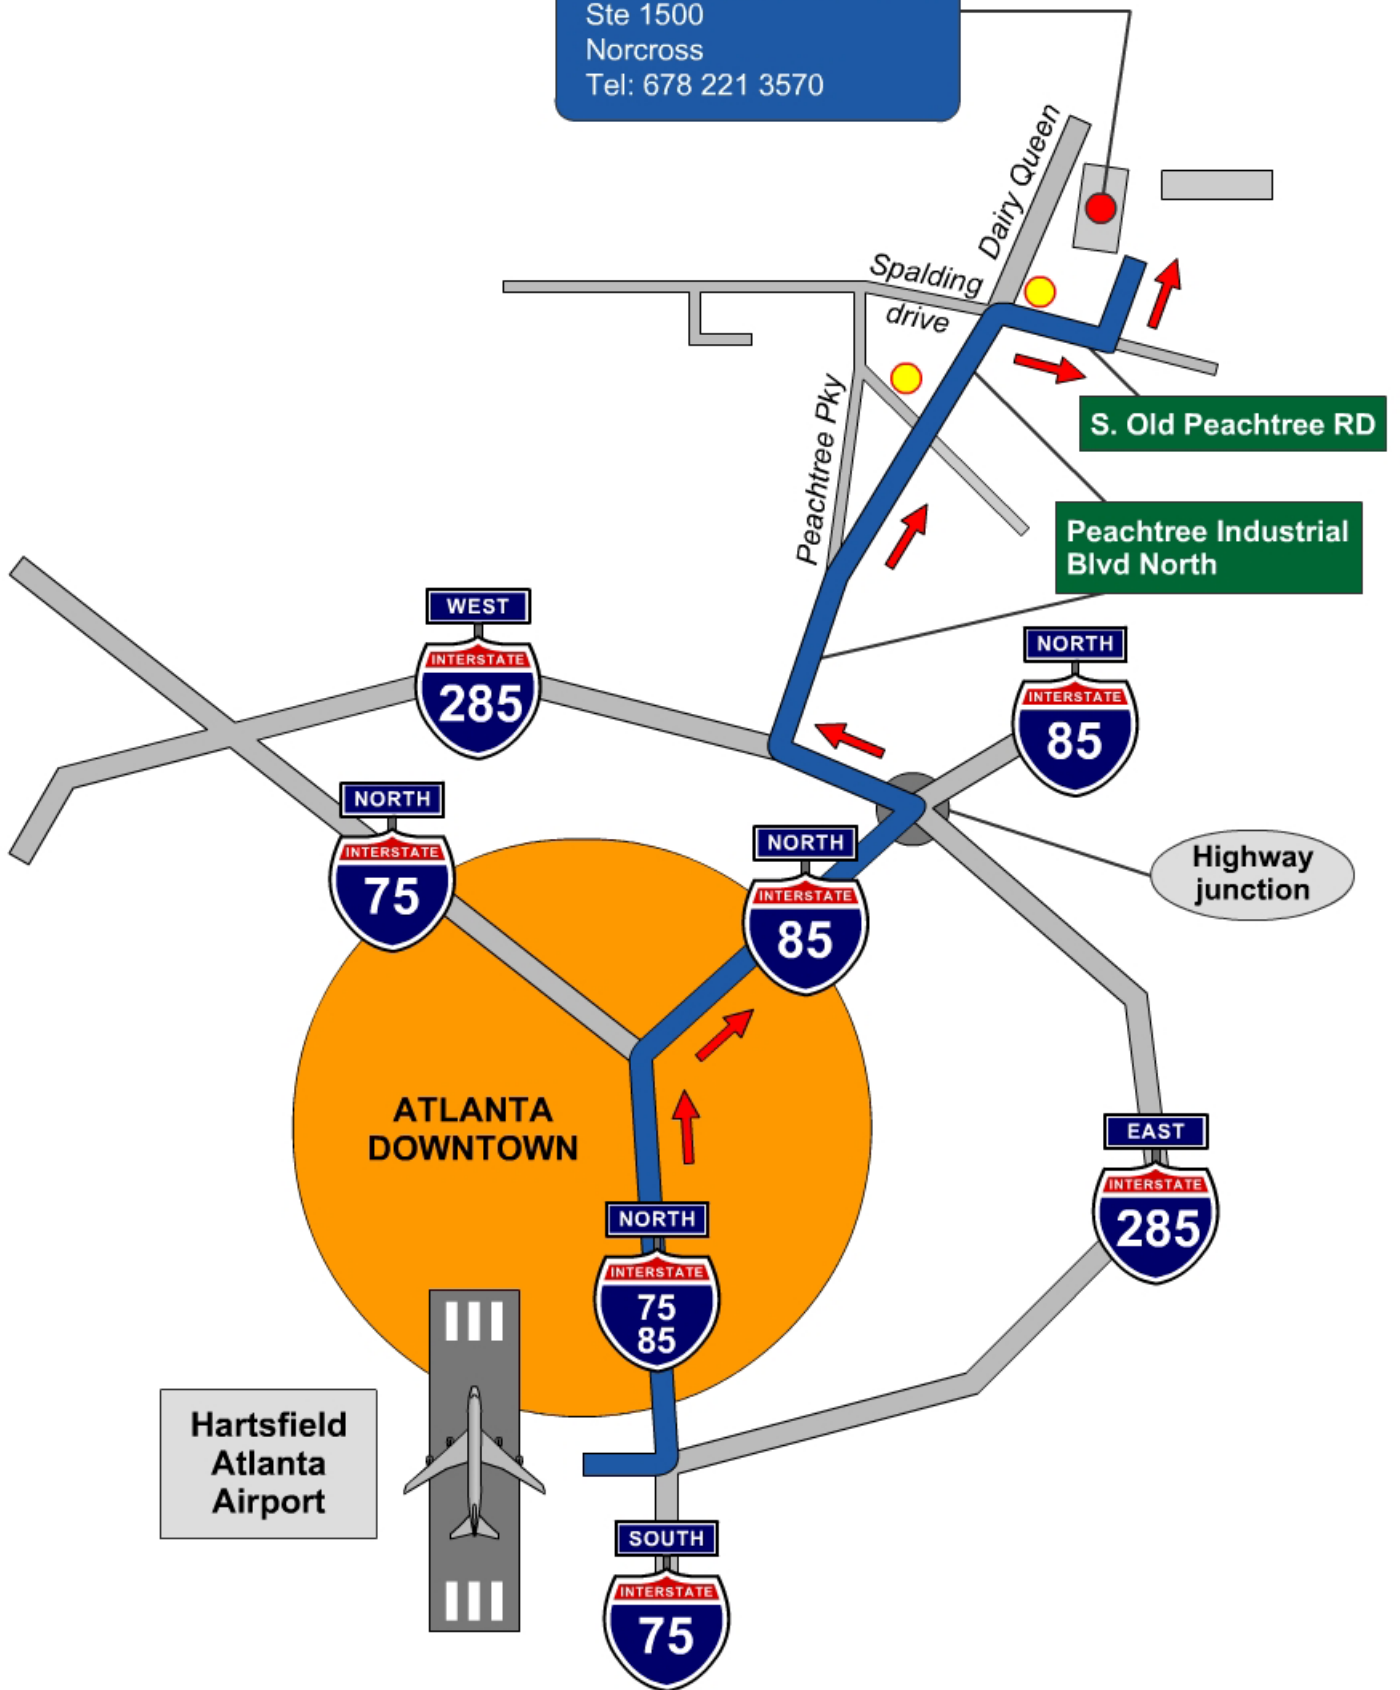 Ste 1500
Norcross
Tel: 678 221 3570
Dairy Queen
Spalding
drive
Peachtree Pky
S. Old Peachtree RD
Peachtree Industrial
Blvd North
WEST
INTERSTATE
285
NORTH
INTERSTATE
85
NORTH
INTERSTATE
75
NORTH
INTERSTATE
85
Highway
junction
ATLANTA
DOWNTOWN
EAST
INTERSTATE
285
NORTH
INTERSTATE
75
85
Hartsfield
Atlanta
Airport
SOUTH
INTERSTATE
75